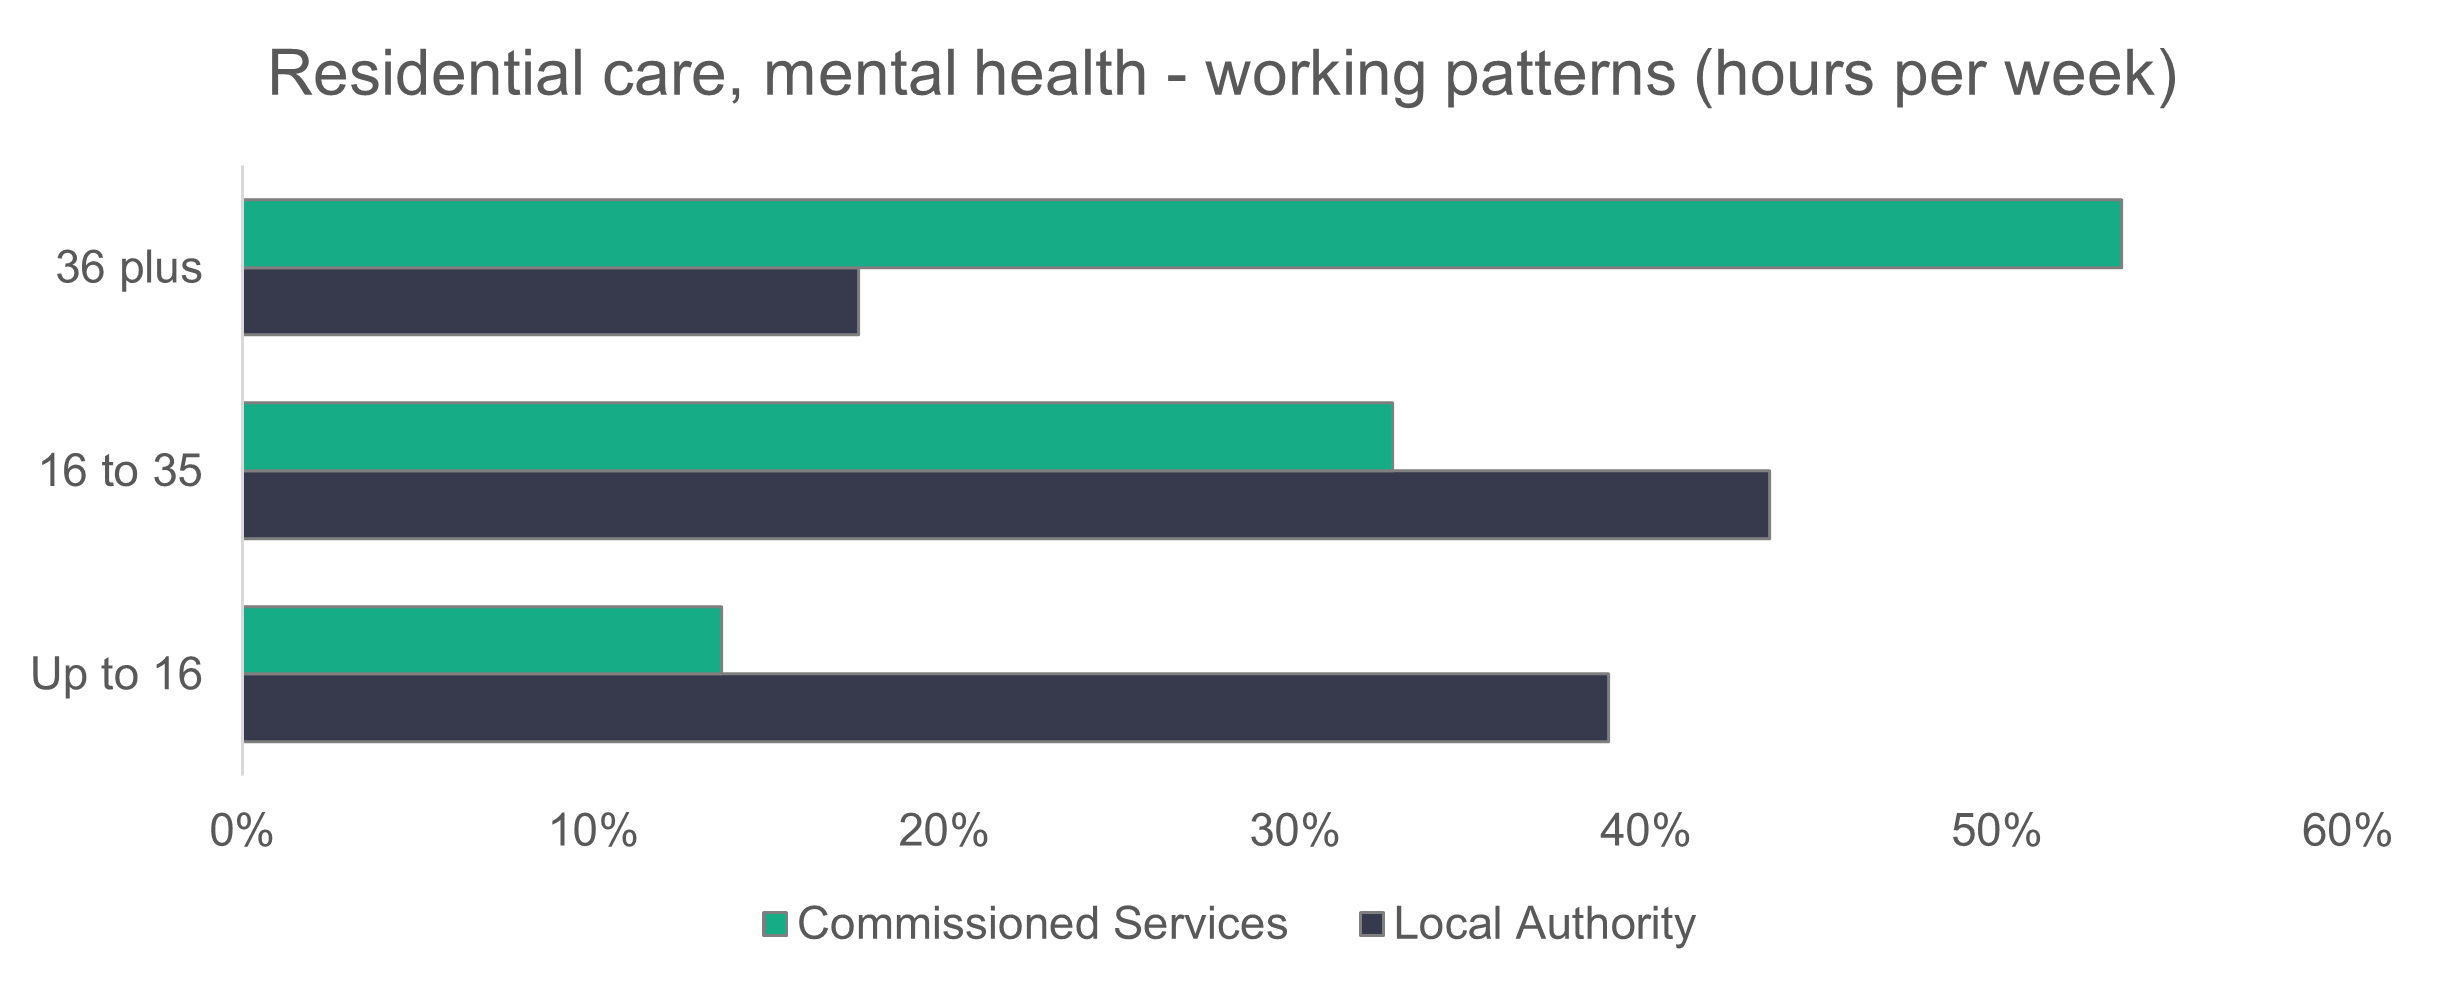 Residential care, mental health - working patterns (hours per week)
36 plus
16 to 35
Up to 16
0% 10% 20% 30% 40% 50% 60%
Commissioned Services Local Authority